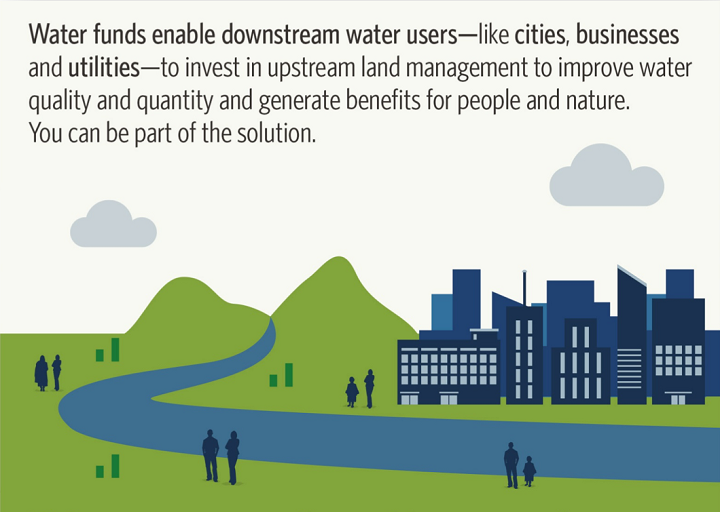 Water funds enable downstream water users—like cities, businesses
and utilities—to invest in upstream land management to improve water
quality and quantity and generate benefits for people and nature.
You can be part of the solution.